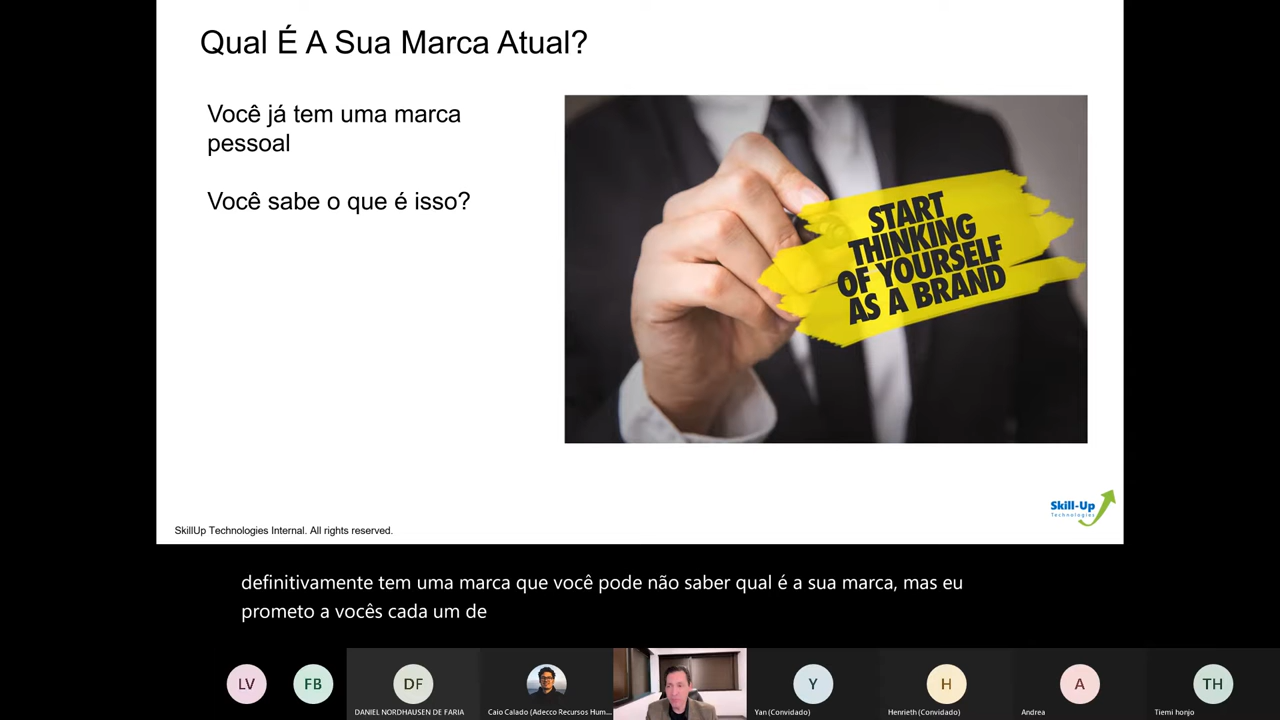 Qual É A Sua Marca Atual?
Você já tem uma marca
pessoal
Você sabe o que é isso?
START
THINKING
OF YOURSELF
AS A BRAND
Skill-Up
Technologies
SkillUp Technologies Internal. All rights reserved.
definitivamente tem uma marca que você pode não saber qual é a sua marca, mas eu
prometo a vocês cada um de
LV
FB
DF
Y
H
A
TH
DANIEL NORDHAUSEN DE FARIA
Caio Calado (Adecco Recursos Hum...
Yan (Convidado)
Henrieth (Convidado)
Andrea
Tiemi honjo